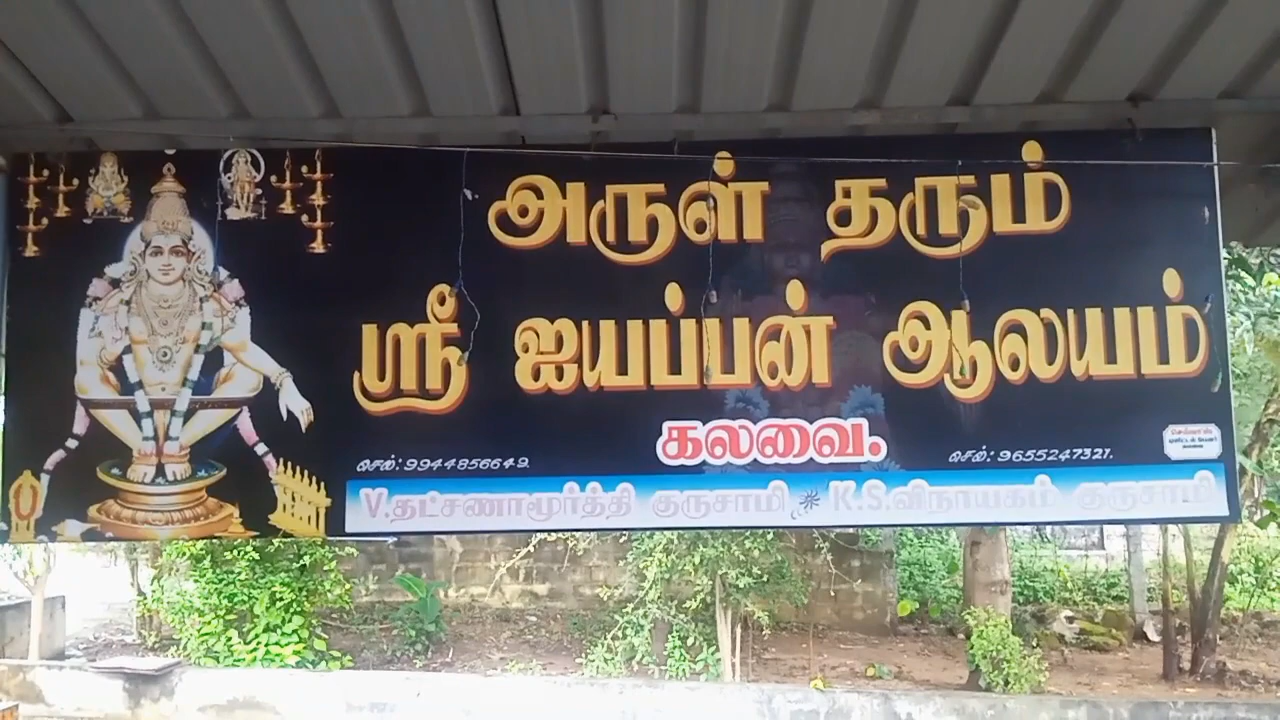 அருள் தரும்
ஸ்ரீ ஐயப்பன் ஆலயம்
கலவை.
செல்: 9944856649. செல்: 9655247321.
V.தட்சணாமூர்த்தி குருசாமி K.S.விநாயகம் குருசாமி